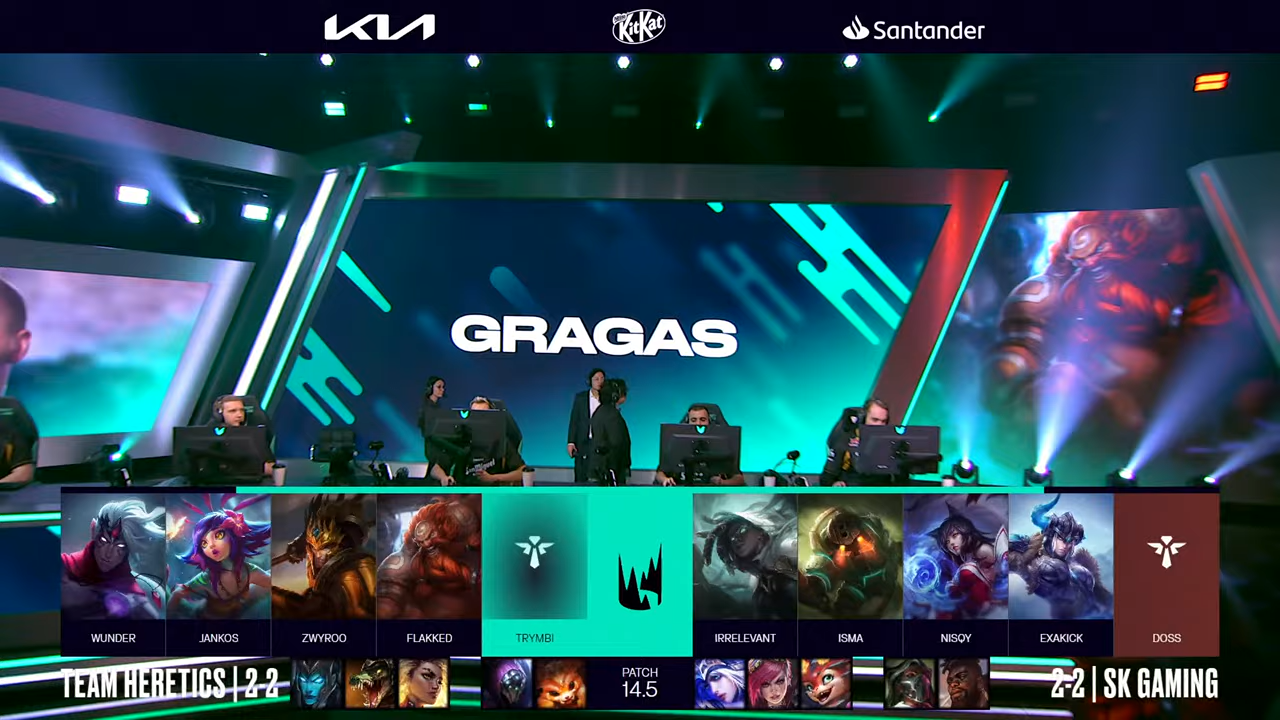 KIA
Nestlé KitKat
Santander
GRAGAS
WUNDER
JANKOS
ZWYROO
FLAKKED
TRYMBI
IRRELEVANT
ISMA
NISQY
EXAKICK
DOSS
TEAM HERETICS | 2-2
PATCH
14.5
2-2 | SK GAMING